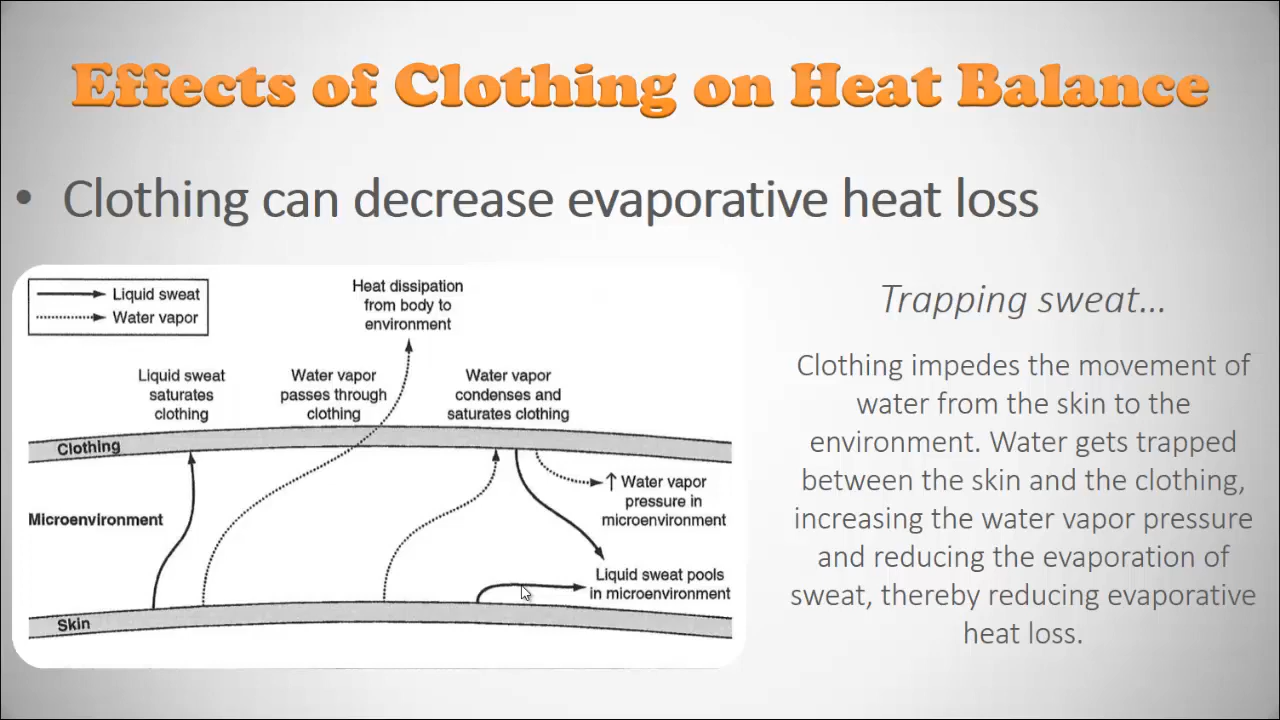 Effects of Clothing on Heat Balance
• Clothing can decrease evaporative heat loss
Liquid sweat
Water vapor
Heat dissipation
from body to
environment
Liquid sweat
saturates
clothing
Water vapor
passes through
clothing
Water vapor
condenses and
saturates clothing
Clothing
Microenvironment
↑ Water vapor
pressure in
microenvironment
Liquid sweat pools
in microenvironment
Skin
Trapping sweat...
Clothing impedes the movement of
water from the skin to the
environment. Water gets trapped
between the skin and the clothing,
increasing the water vapor pressure
and reducing the evaporation of
sweat, thereby reducing evaporative
heat loss.